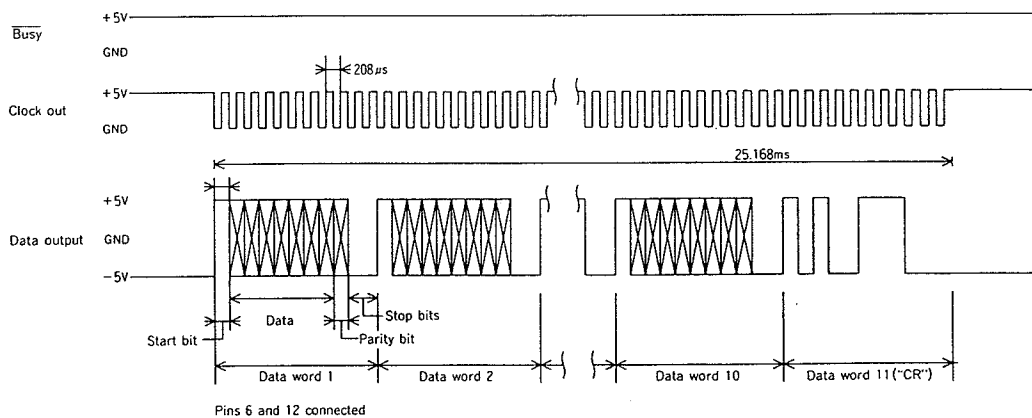 +5V
Busy
GND
208μs
+5V
Clock out
GND
25.168ms
+5V
Data output
GND
-5V
Stop bits
Start bit
Data
Parity bit
Data word 1
Data word 2
Data word 10
Data word 11 ("CR")
Pins 6 and 12 connected